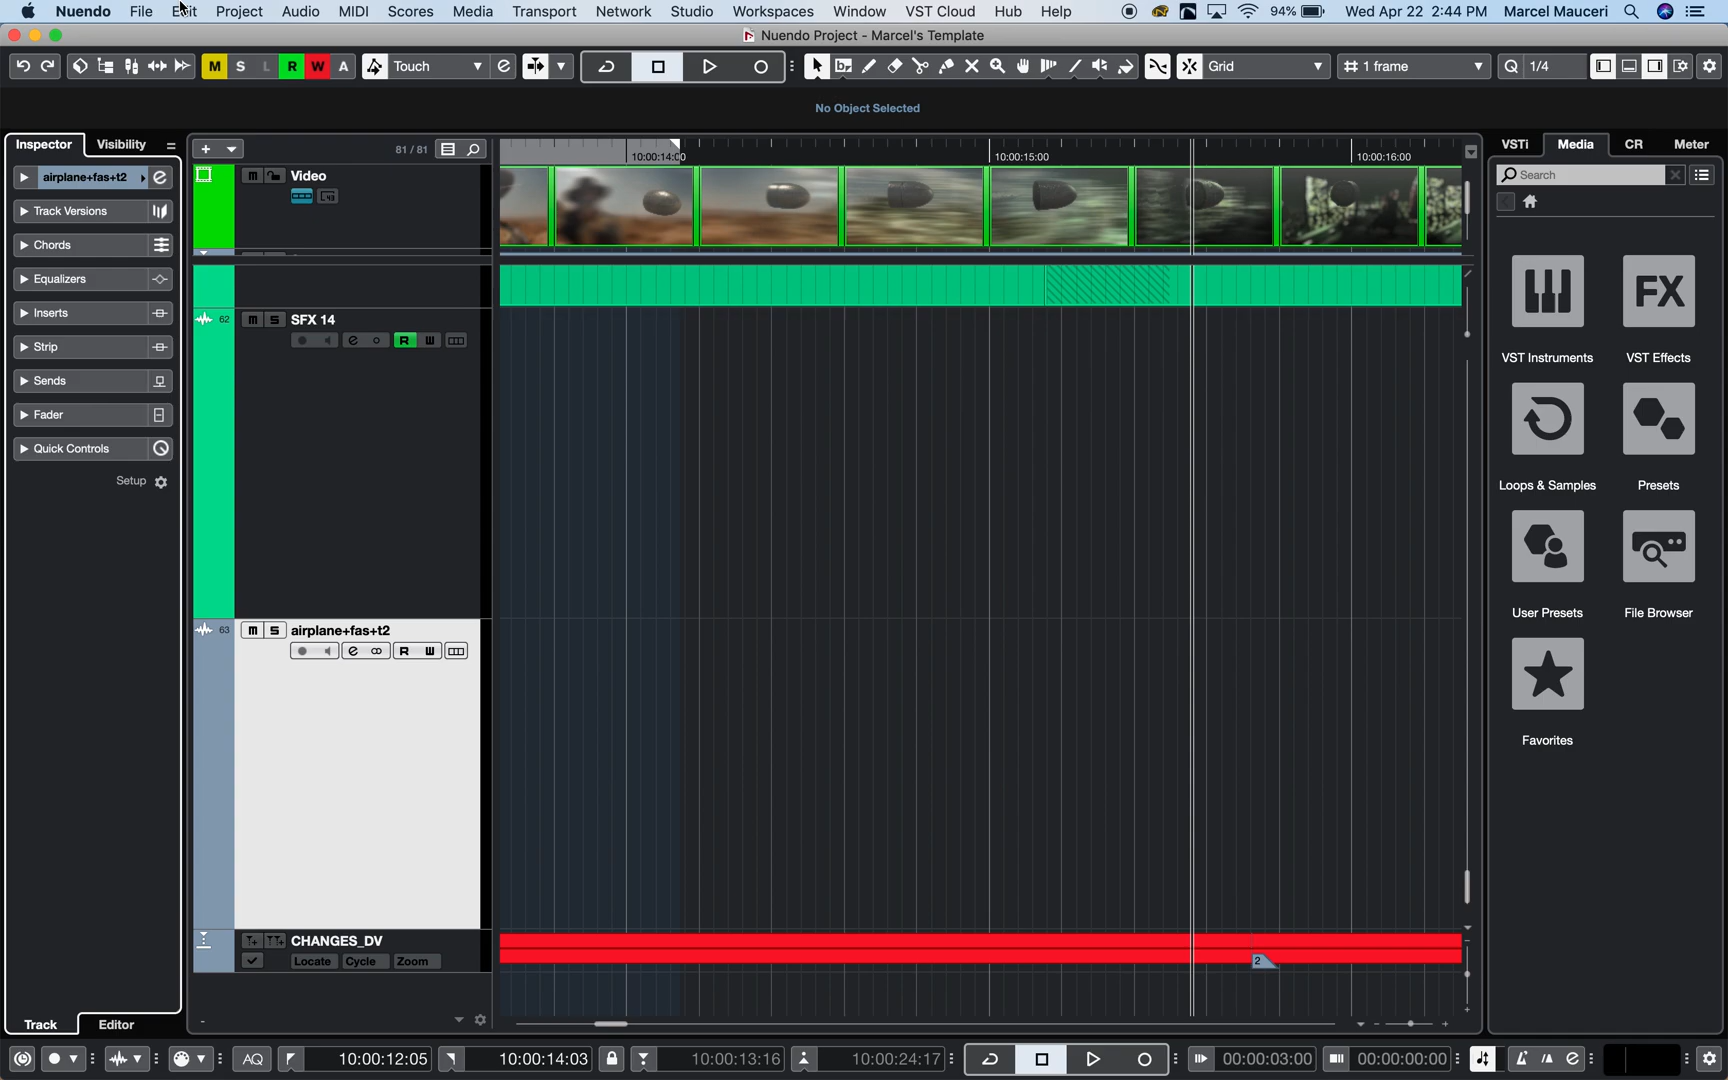 Nuendo File Edit Project Audio MIDI Scores Media Transport Network Studio Workspaces Window VST Cloud Hub Help 94% Wed Apr 22 2:44 PM Marcel Mauceri
Nuendo Project - Marcel's Template
M S L R W A Touch Grid 1 frame Q 1/4
No Object Selected
Inspector Visibility
81 / 81
VSTi Media CR Meter
airplane+fas+t2
Track Versions
Chords
Equalizers
Inserts
Strip
Sends
Fader
Quick Controls
Setup
Track Editor
10:00:14:00 10:00:15:00 10:00:16:00
m Video
62 m S SFX 14
R W
63 m S airplane+fas+t2
R W
CHANGES_DV
Locate Cycle Zoom
2
Search
VST Instruments
FX
VST Effects
Loops & Samples
Presets
User Presets
File Browser
Favorites
AQ 10:00:12:05 10:00:14:03 10:00:13:16 10:00:24:17 00:00:03:00 00:00:00:00